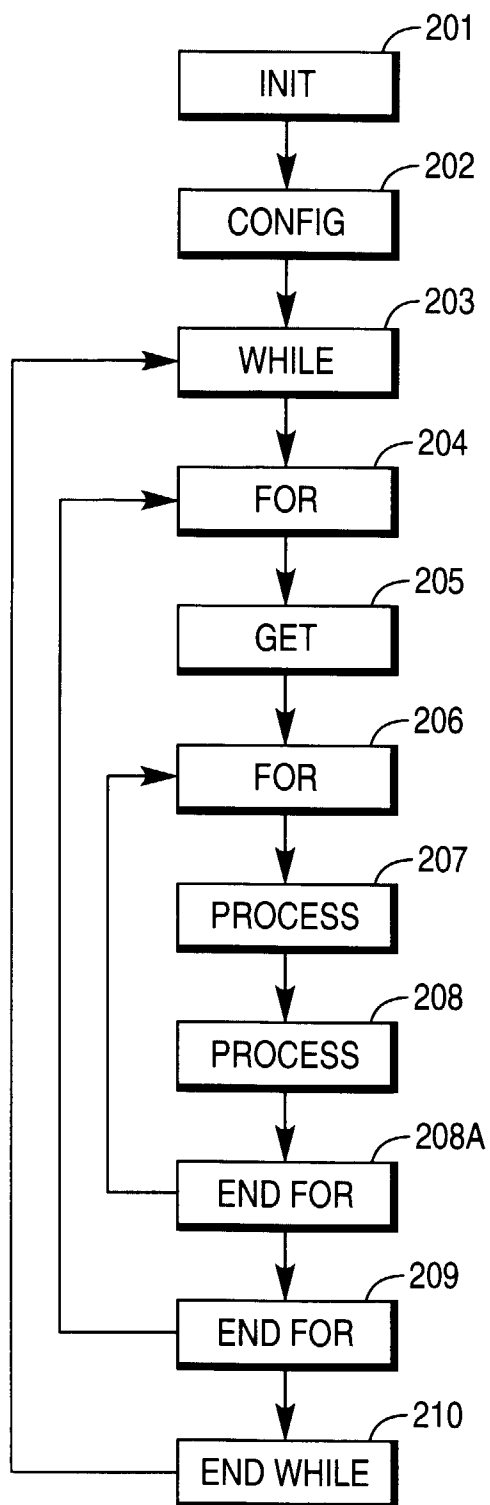 201
INIT
202
CONFIG
203
WHILE
204
FOR
205
GET
206
FOR
207
PROCESS
208
PROCESS
208A
END FOR
209
END FOR
210
END WHILE